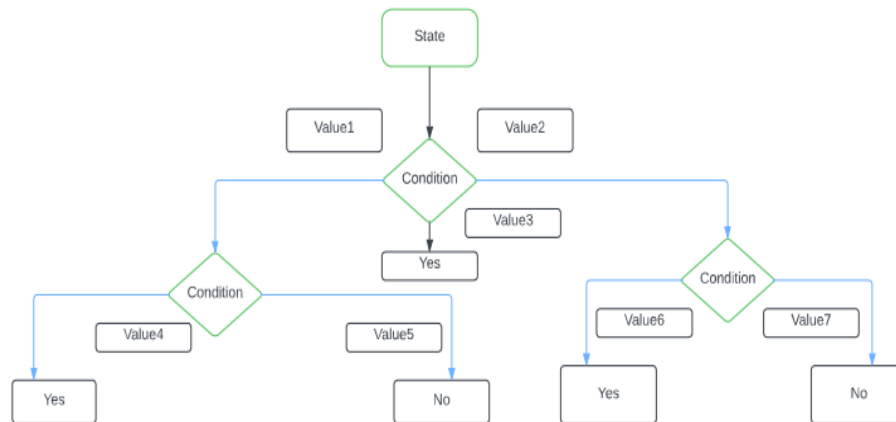 State
Value1
Value2
Condition
Value3
Yes
Condition
Condition
Value4
Value5
Value6
Value7
Yes
No
Yes
No